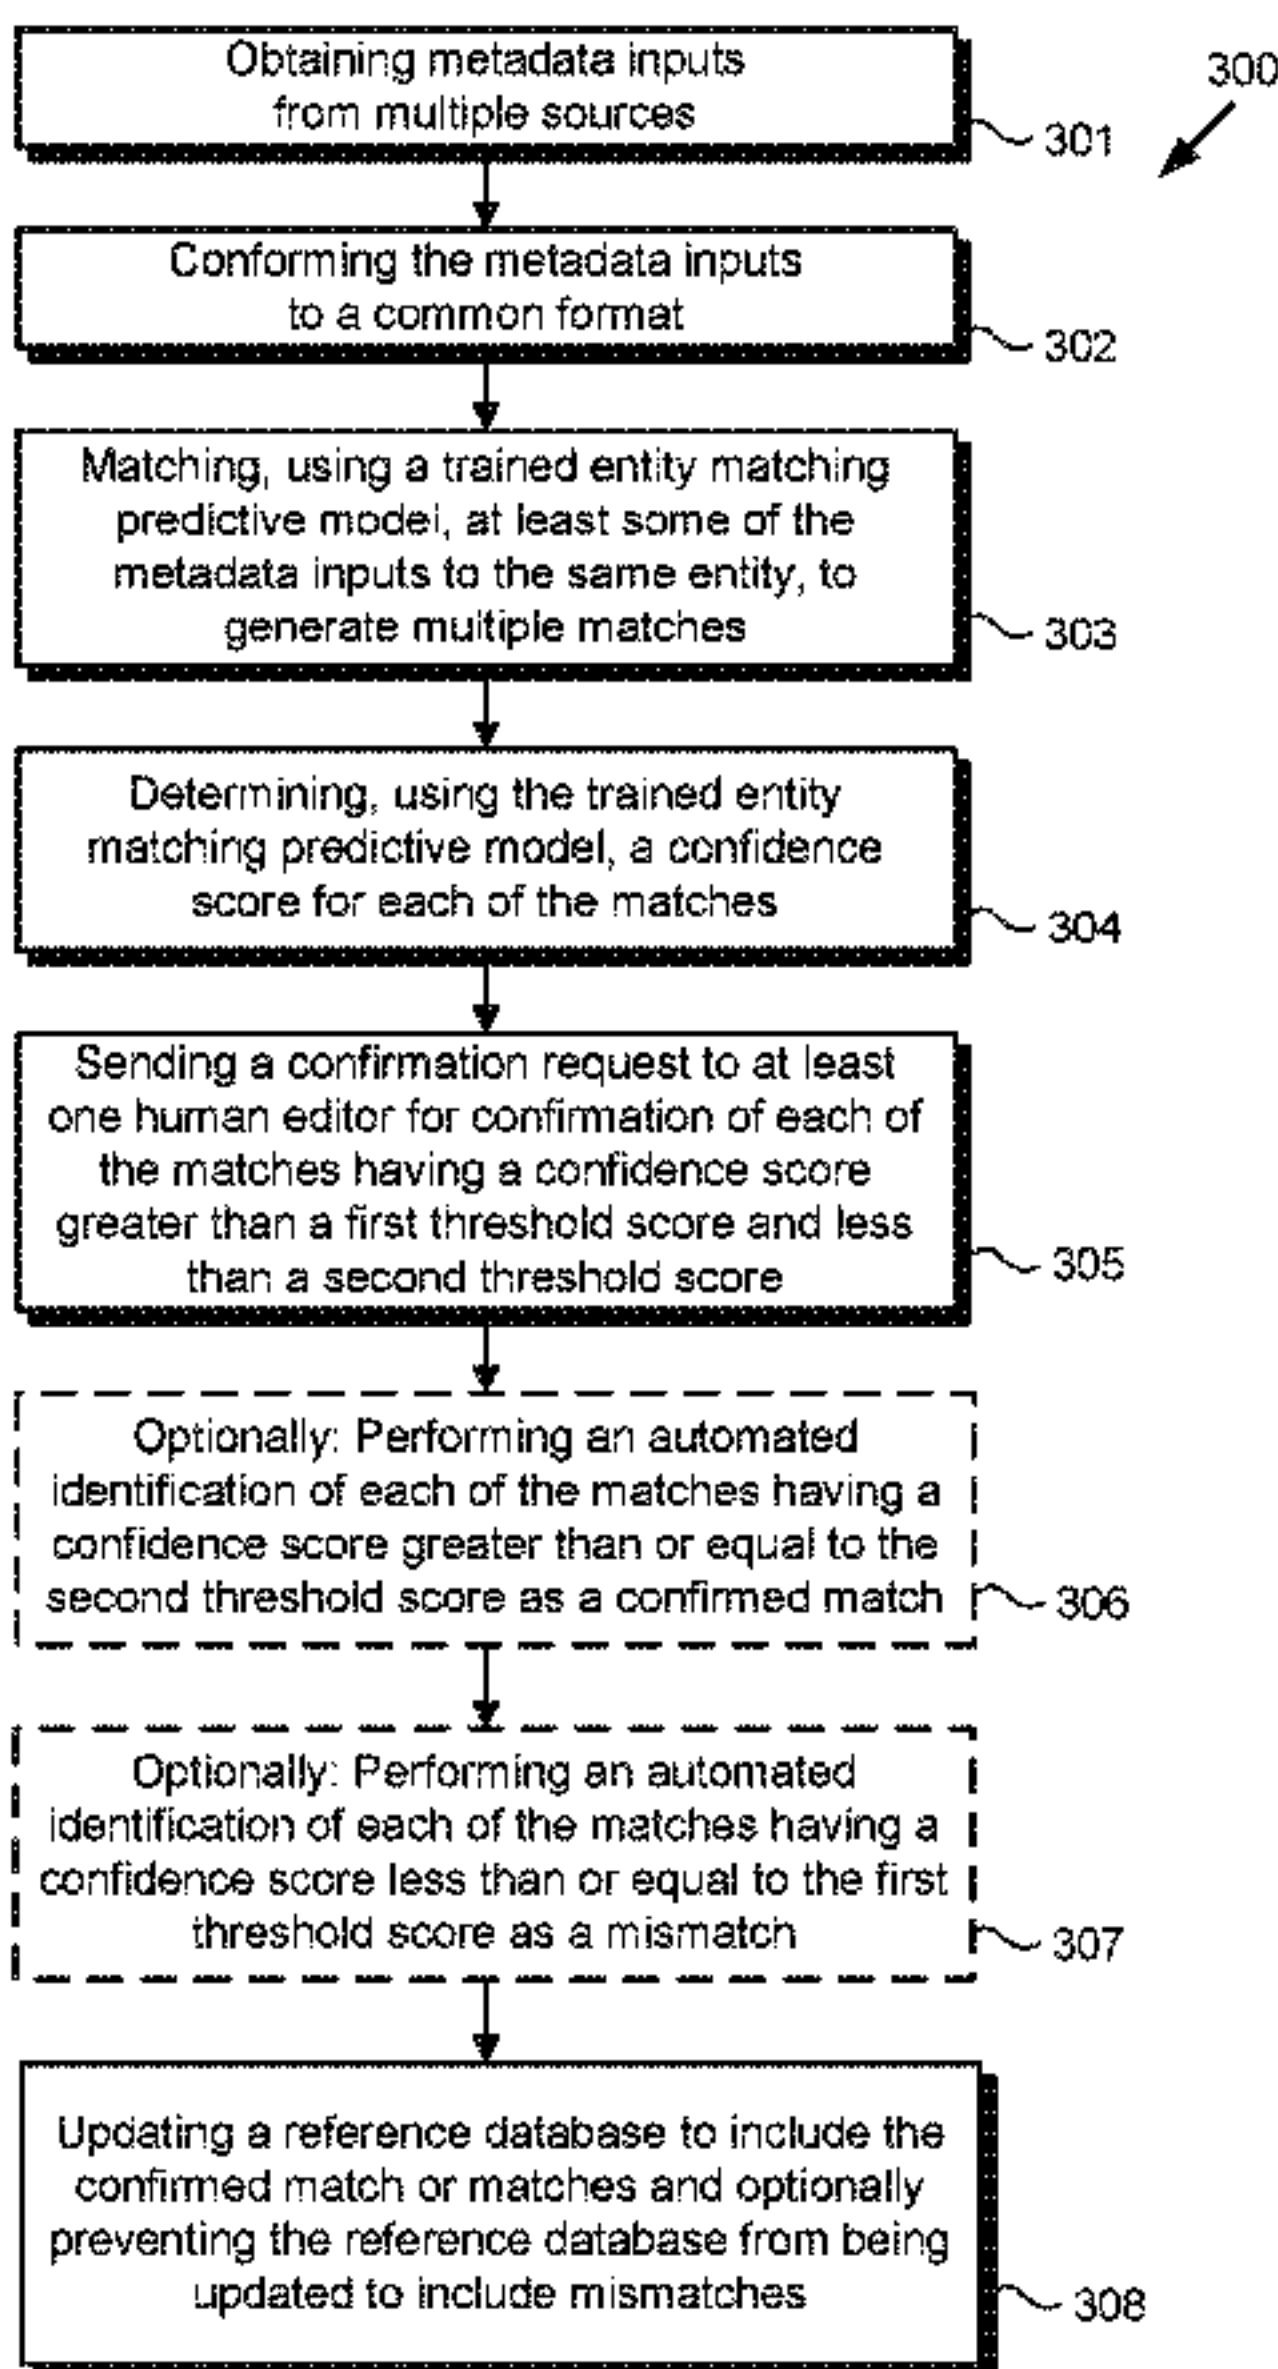 Obtaining metadata inputs
from multiple sources
300
301
Conforming the metadata inputs
to a common format
302
Matching, using a trained entity matching
predictive model, at least some of the
metadata inputs to the same entity, to
generate multiple matches
303
Determining, using the trained entity
matching predictive model, a confidence
score for each of the matches
304
Sending a confirmation request to at least
one human editor for confirmation of each of
the matches having a confidence score
greater than a first threshold score and less
than a second threshold score
305
Optionally: Performing an automated
identification of each of the matches having a
confidence score greater than or equal to the
second threshold score as a confirmed match
306
Optionally: Performing an automated
identification of each of the matches having a
confidence score less than or equal to the first
threshold score as a mismatch
307
Updating a reference database to include the
confirmed match or matches and optionally
preventing the reference database from being
updated to include mismatches
308